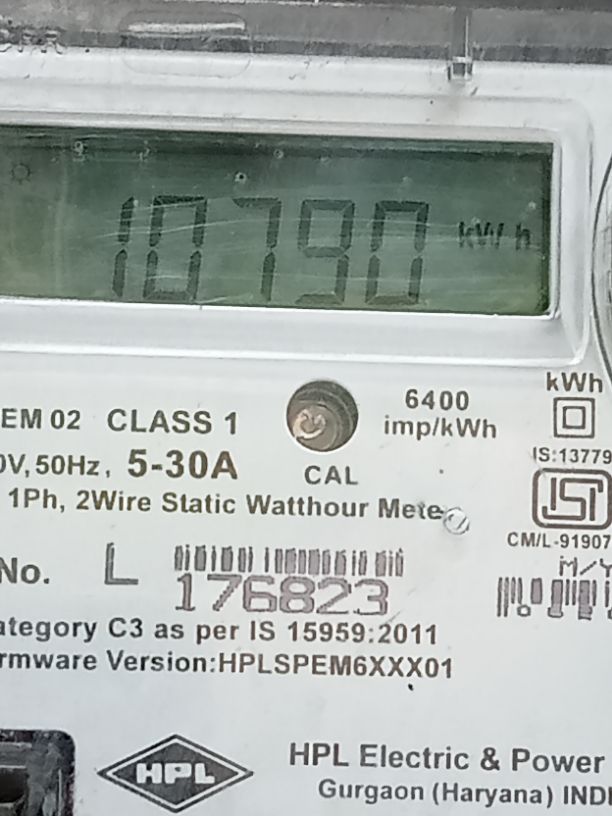 10790 kWh
EM 02 CLASS 1
6400
imp/kWh
kWh
0V, 50Hz, 5-30A
CAL
IS:13779
1Ph, 2Wire Static Watthour Mete
ISI
CM/L-91907
No. L 176823
M/Y
ategory C3 as per IS 15959:2011
rmware Version:HPLSPEM6XXX01
HPL
HPL Electric & Power
Gurgaon (Haryana) INDI